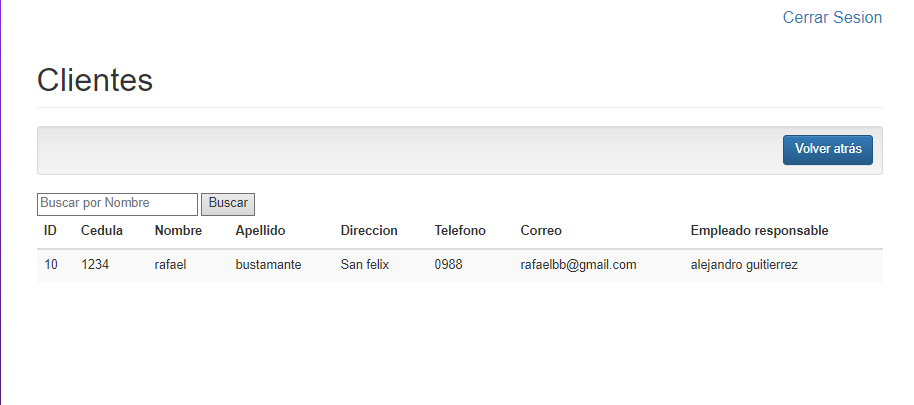 Cerrar Sesion
Clientes
Volver atrás
Buscar por Nombre Buscar
ID Cedula Nombre Apellido Direccion Telefono Correo Empleado responsable
10 1234 rafael bustamante San felix 0988 rafaelbb@gmail.com alejandro guitierrez